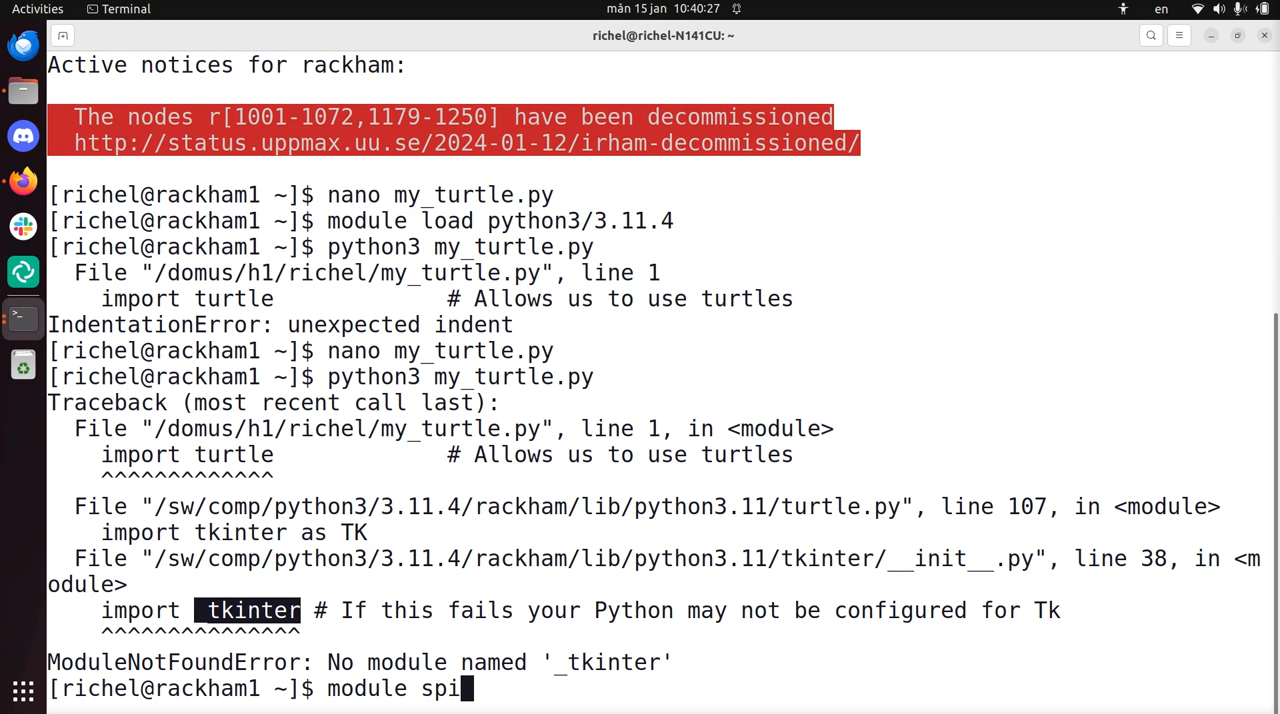 Activities
Terminal
mån 15 jan 10:40:27
en
richel@richel-N141CU: ~
Active notices for rackham:
The nodes r[1001-1072,1179-1250] have been decommissioned
http://status.uppmax.uu.se/2024-01-12/irham-decommissioned/
[richel@rackham1 ~]$ nano my_turtle.py
[richel@rackham1 ~]$ module load python3/3.11.4
[richel@rackham1 ~]$ python3 my_turtle.py
File "/domus/h1/richel/my_turtle.py", line 1
import turtle # Allows us to use turtles
IndentationError: unexpected indent
[richel@rackham1 ~]$ nano my_turtle.py
[richel@rackham1 ~]$ python3 my_turtle.py
Traceback (most recent call last):
File "/domus/h1/richel/my_turtle.py", line 1, in <module>
import turtle # Allows us to use turtles
^^^^^^^^^^^^^
File "/sw/comp/python3/3.11.4/rackham/lib/python3.11/turtle.py", line 107, in <module>
import tkinter as TK
File "/sw/comp/python3/3.11.4/rackham/lib/python3.11/tkinter/__init__.py", line 38, in <m
odule>
import _tkinter # If this fails your Python may not be configured for Tk
^^^^^^^^^^^^^^^
ModuleNotFoundError: No module named '_tkinter'
[richel@rackham1 ~]$ module spi